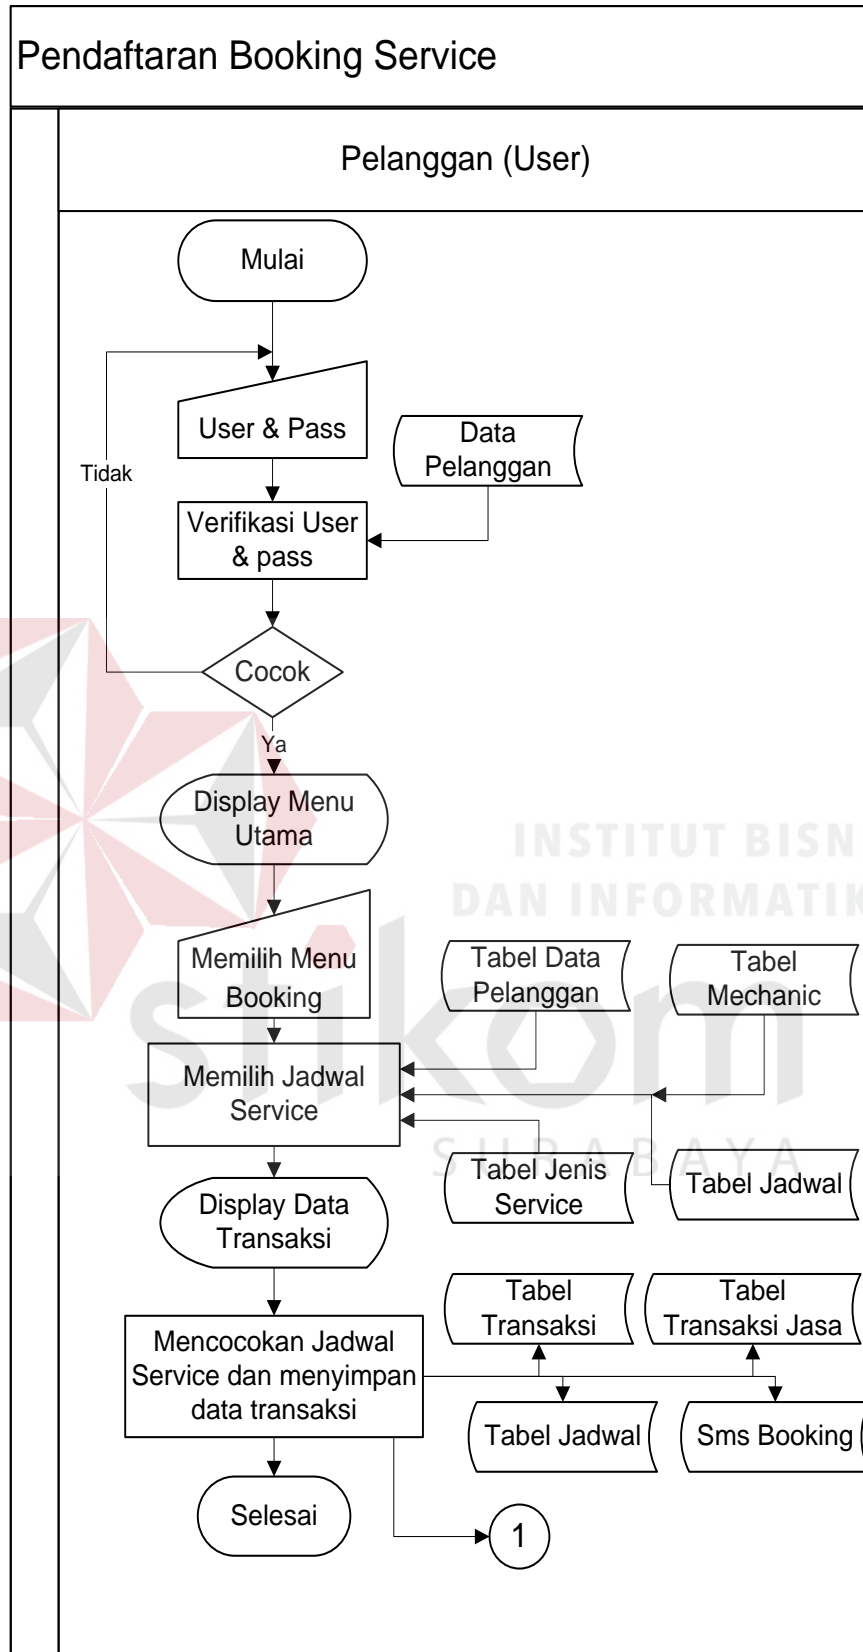 Pendaftaran Booking Service
Pelanggan (User)
Mulai
User & Pass
Data
Pelanggan
Tidak
Verifikasi User
& pass
Cocok
Ya
Display Menu
Utama
INSTITUT BISN
DAN INFORMATIK
Memilih Menu
Booking
Tabel Data
Pelanggan
Tabel
Mechanic
stikom
Memilih Jadwal
Service
SURABAYA
Tabel Jenis
Service
Tabel Jadwal
Display Data
Transaksi
Tabel
Transaksi
Tabel
Transaksi Jasa
Mencocokan Jadwal
Service dan menyimpan
data transaksi
Tabel Jadwal
Sms Booking
Selesai
1